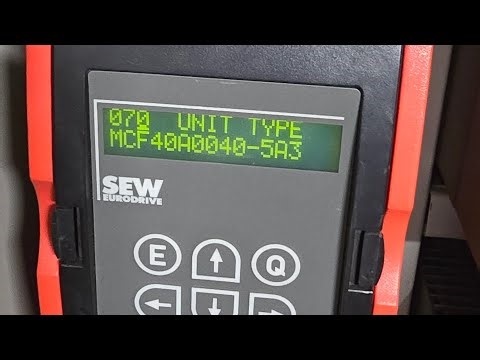 070 UNIT TYPE
MCF40A0040-5A3
SEW
EURODRIVE
E
Q